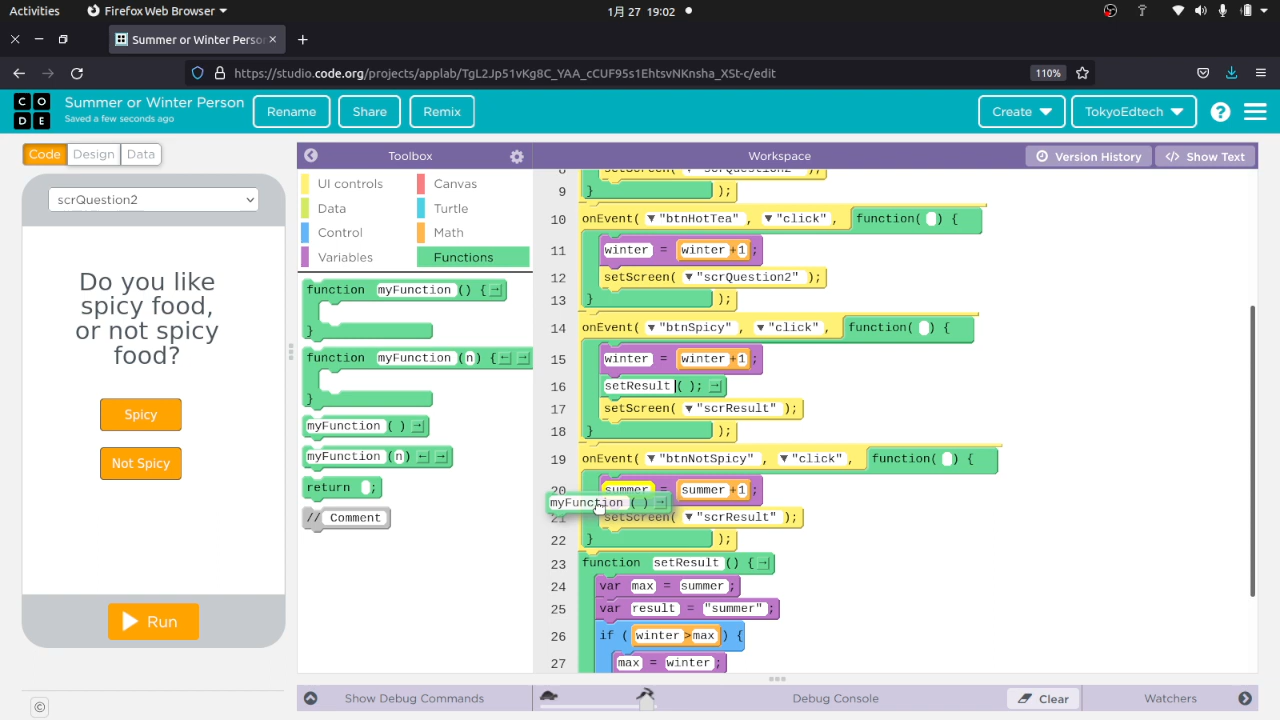 Activities Firefox Web Browser 1月 27 19:02
Summer or Winter Perso
https://studio.code.org/projects/applab/TgL2Jp51vKg8C_YAA_cCUF95s1EhtsvNKnsha_XSt-c/edit 110%
CODE Summer or Winter Person Saved a few seconds ago Rename Share Remix Create TokyoEdtech ?
Code Design Data Toolbox Workspace Version History </> Show Text
scrQuestion2
Do you like
spicy food,
or not spicy
food?
Spicy
Not Spicy
Run
©
UI controls Canvas
Data Turtle
Control Math
Variables Functions
function myFunction () {
}
function myFunction (n) {
}
myFunction ( )
myFunction (n)
return ;
// Comment
8 setScreen( "scrQuestion2" );
9 } );
10 onEvent( "btnHotTea" , "click" , function( ) {
11 winter = winter +1;
12 setScreen( "scrQuestion2" );
13 } );
14 onEvent( "btnSpicy" , "click" , function( ) {
15 winter = winter +1;
16 setResult ( );
17 setScreen( "scrResult" );
18 } );
19 onEvent( "btnNotSpicy" , "click" , function( ) {
20 summer = summer +1;
myFunction ( )
21 setScreen( "scrResult" );
22 } );
23 function setResult () {
24 var max = summer;
25 var result = "summer";
26 if ( winter>max ) {
27 max = winter;
Show Debug Commands Debug Console Clear Watchers